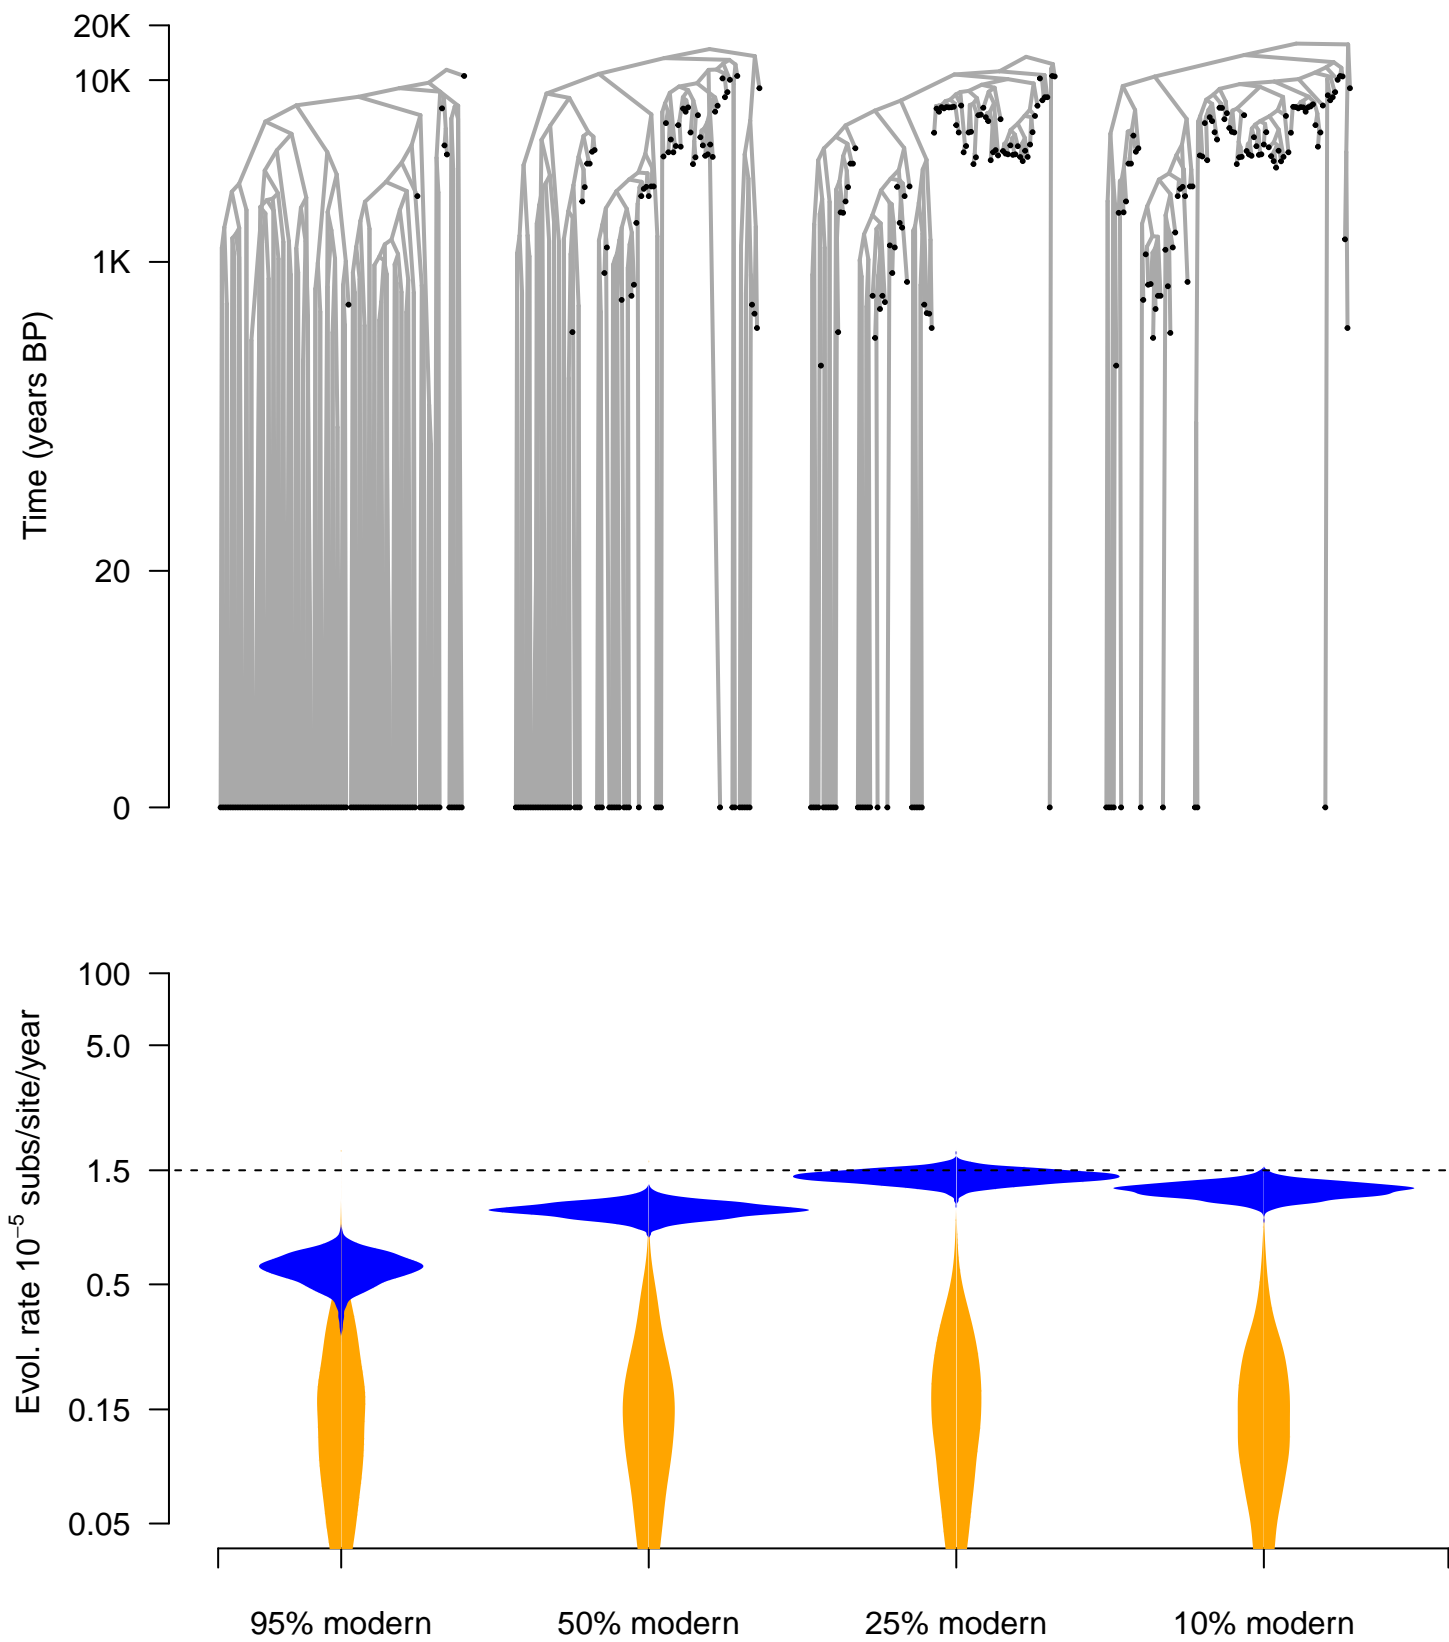 20K
10K
1K
20
0
Time (years BP)
100
5.0
1.5
0.5
0.15
0.05
Evol. rate 10⁻⁵ subs/site/year
95% modern
50% modern
25% modern
10% modern